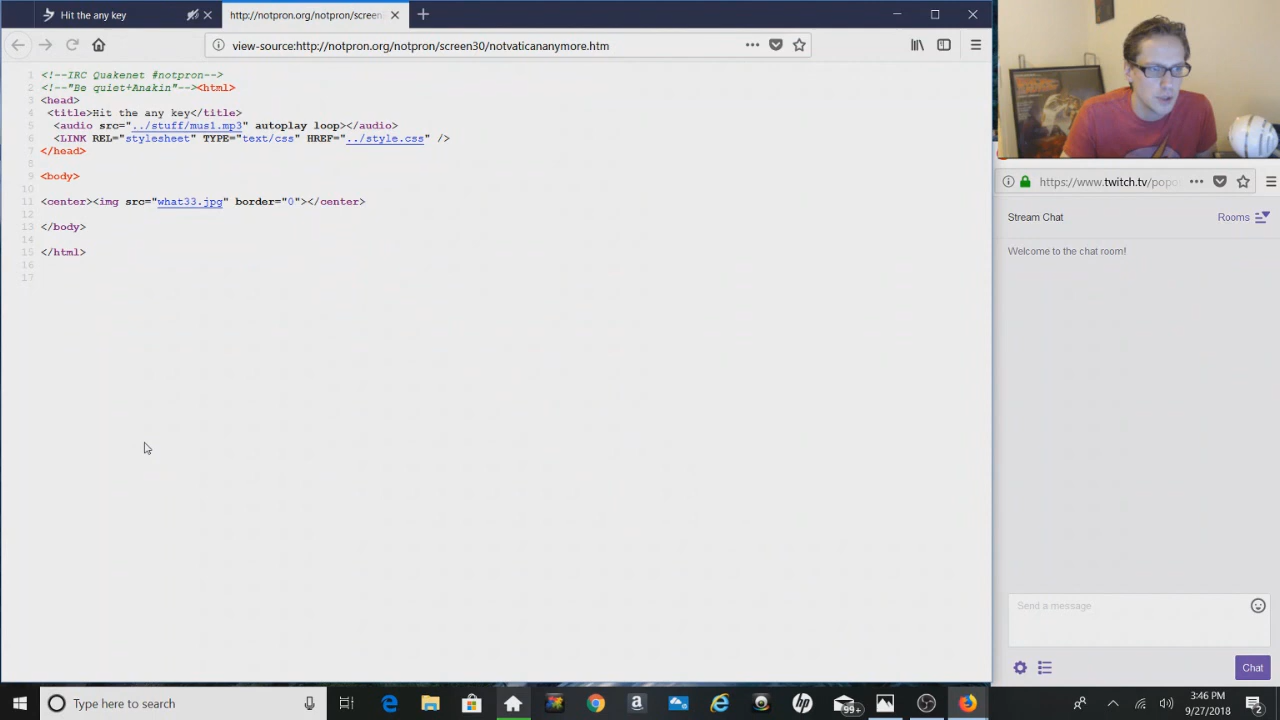 Hit the any key
http://notpron.org/notpron/screen
view-source:http://notpron.org/notpron/screen30/notvaticananymore.htm
1 <!--IRC Quakenet #notpron-->
2 <!--"Be quiet+Anakin"--><html>
3 <head>
4 <title>Hit the any key</title>
5 <audio src="../stuff/mus1.mp3" autoplay loop></audio>
6 <LINK REL="stylesheet" TYPE="text/css" HREF="../style.css" />
7 </head>
8
9 <body>
10
11 <center><img src="what33.jpg" border="0"></center>
12
13 </body>
14
15 </html>
16
17
https://www.twitch.tv/popo
Stream Chat
Rooms
Welcome to the chat room!
Send a message
Chat
Type here to search
99+
3:46 PM
9/27/2018
2